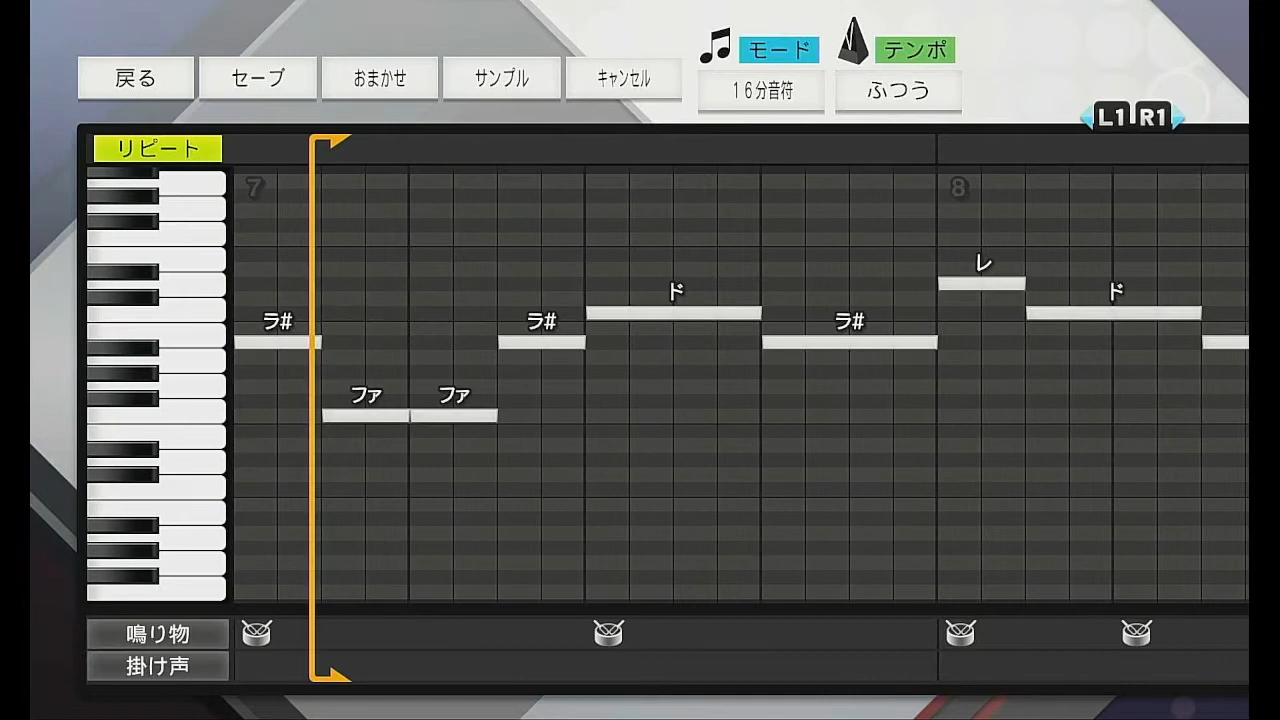 モード
テンポ
戻る
セーブ
おまかせ
サンプル
キャンセル
16分音符
ふつう
L1 R1
リピート
7
8
レ
ド
ド
ラ#
ラ#
ラ#
ファ
ファ
鳴り物
掛け声